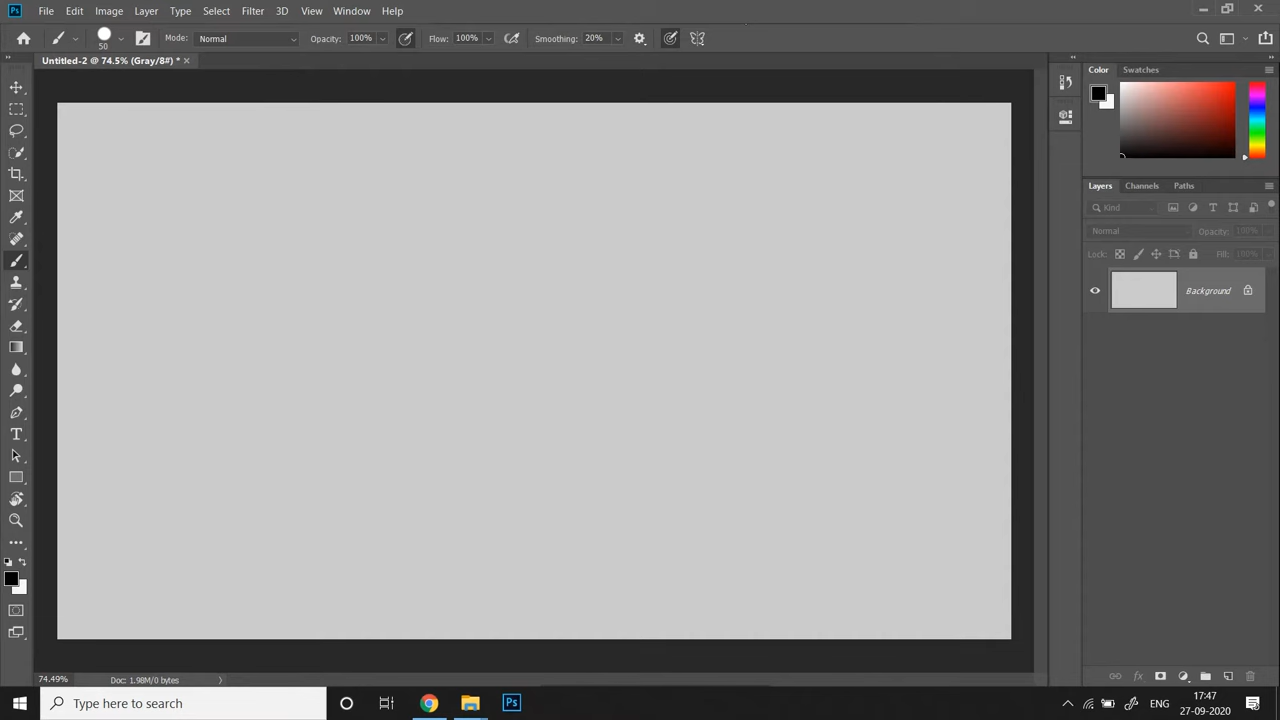 Ps File Edit Image Layer Type Select Filter 3D View Window Help
50 Mode: Normal Opacity: 100% Flow: 100% Smoothing: 20%
Untitled-2 @ 74.5% (Gray/8#) *
Color Swatches
Layers Channels Paths
Kind
Normal Opacity: 100%
Lock: Fill: 100%
Background
74.49% Doc: 1.98M/0 bytes
Type here to search Ps ENG 17:47
27-09-2020